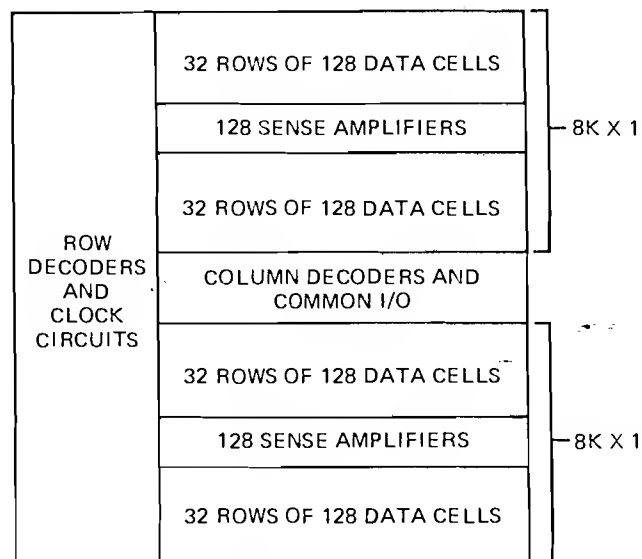 32 ROWS OF 128 DATA CELLS
128 SENSE AMPLIFIERS
8K X 1
32 ROWS OF 128 DATA CELLS
ROW
DECODERS
AND
CLOCK
CIRCUITS
COLUMN DECODERS AND
COMMON I/O
32 ROWS OF 128 DATA CELLS
128 SENSE AMPLIFIERS
8K X 1
32 ROWS OF 128 DATA CELLS